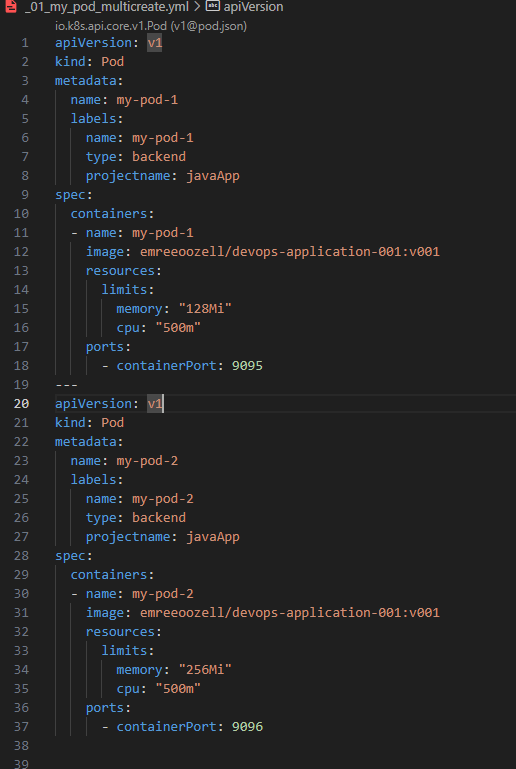 _01_my_pod_multicreate.yml > apiVersion
io.k8s.api.core.v1.Pod (v1@pod.json)
1 apiVersion: v1
2 kind: Pod
3 metadata:
4   name: my-pod-1
5   labels:
6     name: my-pod-1
7     type: backend
8     projectname: javaApp
9 spec:
10   containers:
11   - name: my-pod-1
12     image: emreeoozell/devops-application-001:v001
13     resources:
14       limits:
15         memory: "128Mi"
16         cpu: "500m"
17     ports:
18       - containerPort: 9095
19 ---
20 apiVersion: v1
21 kind: Pod
22 metadata:
23   name: my-pod-2
24   labels:
25     name: my-pod-2
26     type: backend
27     projectname: javaApp
28 spec:
29   containers:
30   - name: my-pod-2
31     image: emreeoozell/devops-application-001:v001
32     resources:
33       limits:
34         memory: "256Mi"
35         cpu: "500m"
36     ports:
37       - containerPort: 9096
38
39